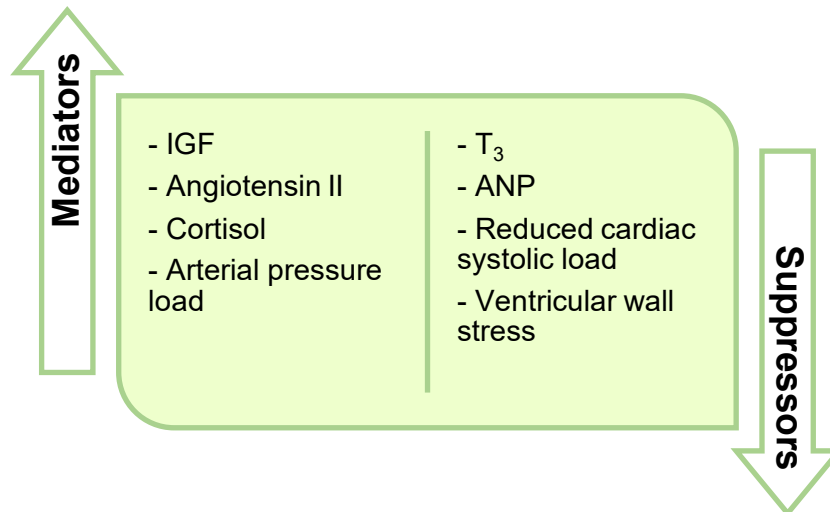 Mediators
- IGF
- Angiotensin II
- Cortisol
- Arterial pressure
load
- T₃
- ANP
- Reduced cardiac
systolic load
- Ventricular wall
stress
Suppressors